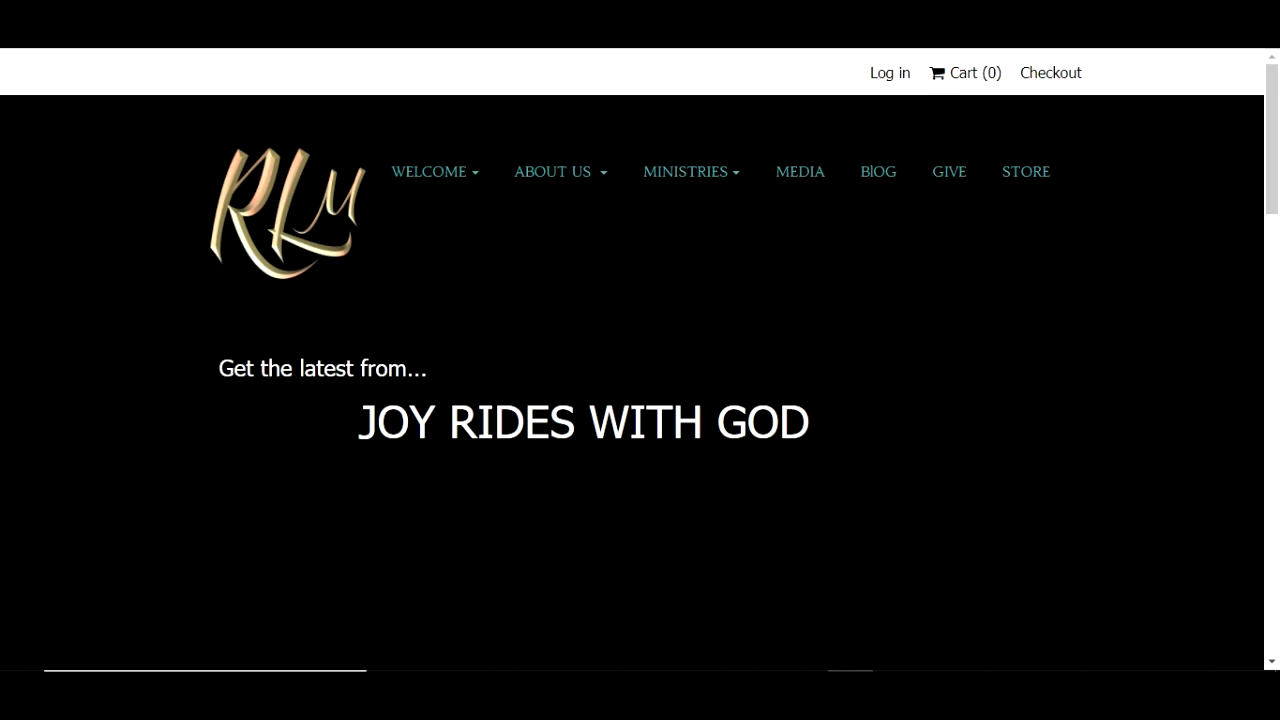 Log in Cart (0) Checkout
RLM
WELCOME ABOUT US MINISTRIES MEDIA BlOG GIVE STORE
Get the latest from...
JOY RIDES WITH GOD